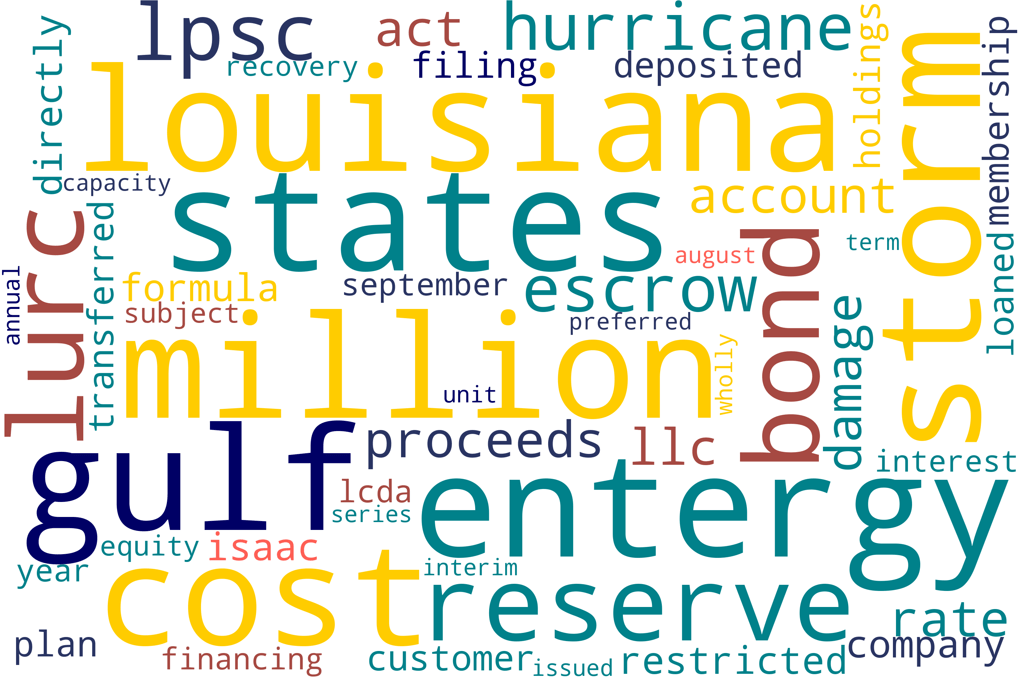 lpsc
act
hurricane
directly
recovery
filing
deposited
holdings
storm
membership
louisiana
capacity
states
account
lurc
transferred
august
bond
term
loaned
annual
formula
september
escrow
subject
million
preferred
unit
wholly
damage
gulf
proceeds
llc
interest
lcda
series
entergy
equity
isaac
year
cost
interim
reserve
rate
plan
financing
customer
issued
restricted
company